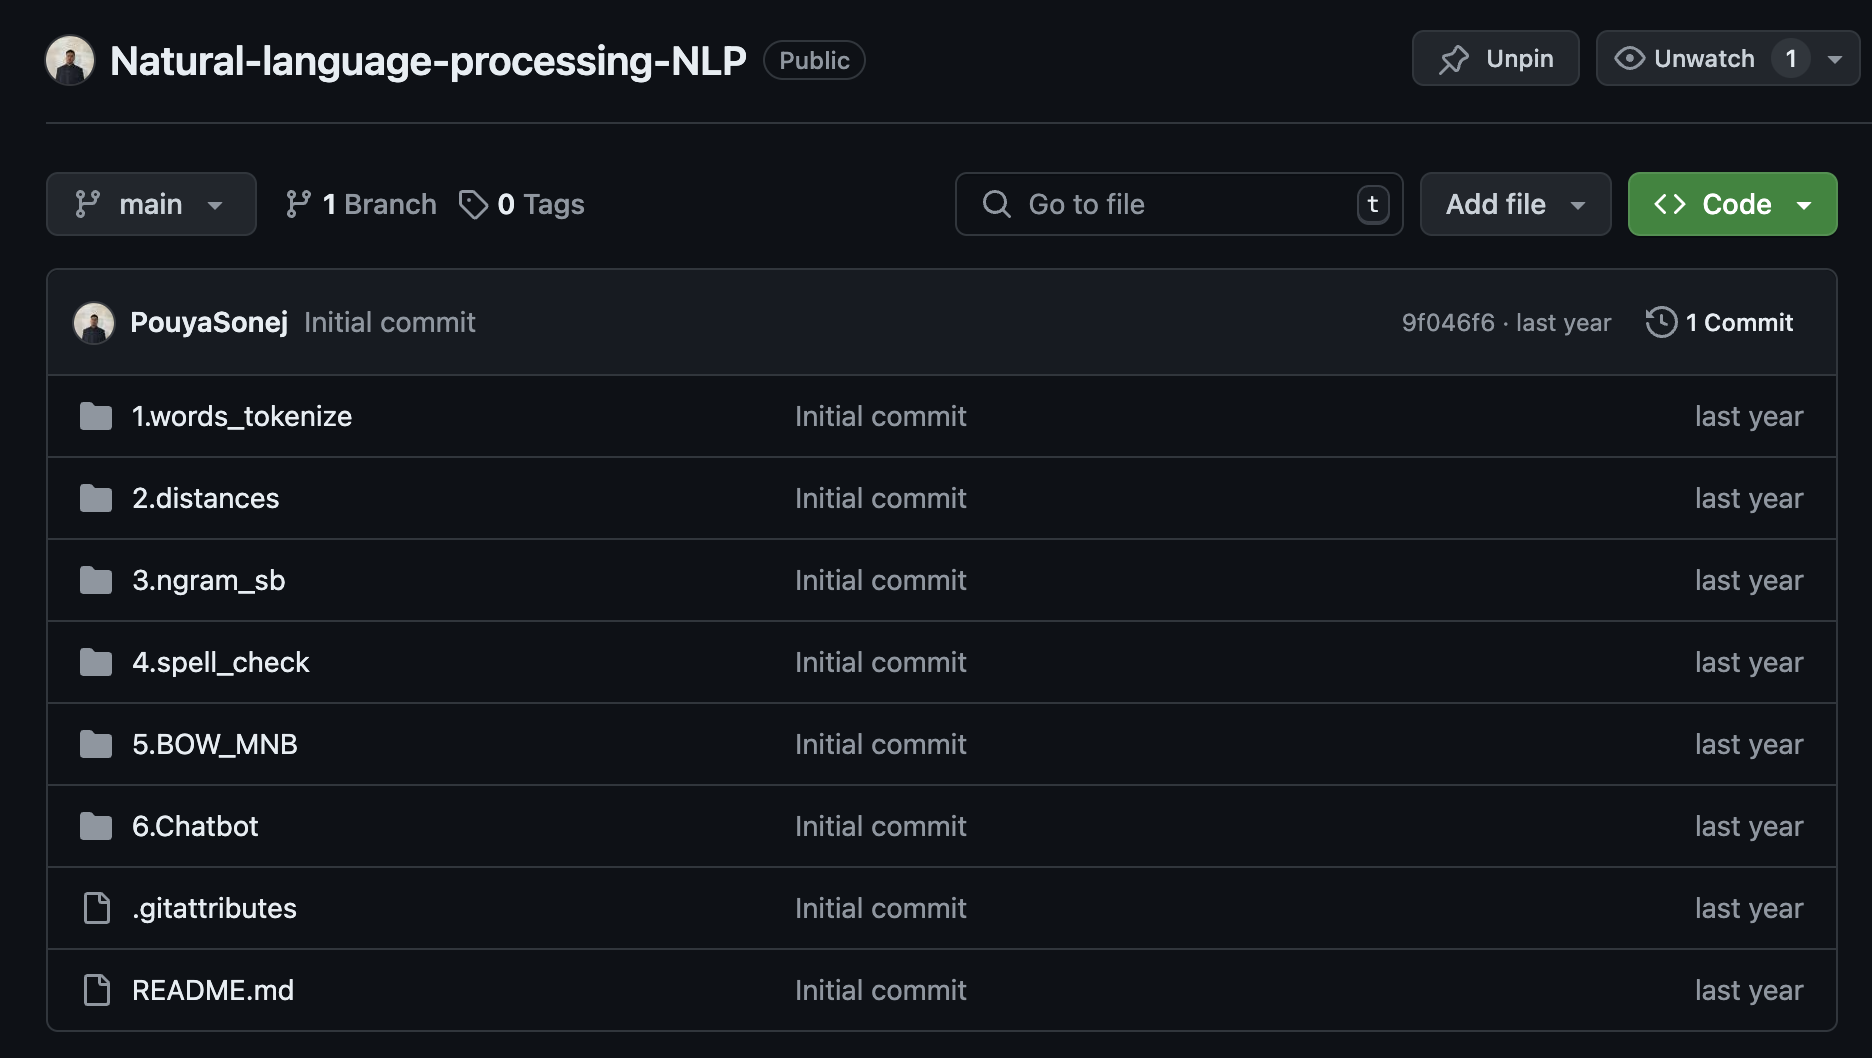 Natural-language-processing-NLP Public Unpin Unwatch 1
main 1 Branch 0 Tags Go to file t Add file Code
PouyaSonej Initial commit 9f046f6 · last year 1 Commit
1.words_tokenize Initial commit last year
2.distances Initial commit last year
3.ngram_sb Initial commit last year
4.spell_check Initial commit last year
5.BOW_MNB Initial commit last year
6.Chatbot Initial commit last year
.gitattributes Initial commit last year
README.md Initial commit last year